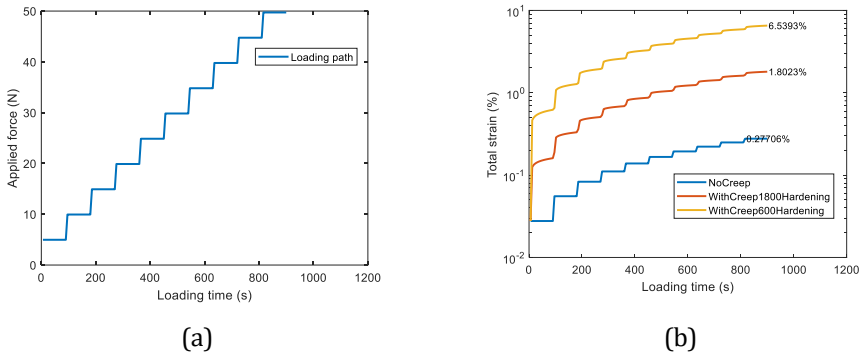 50
40
30
20
10
0
Applied force (N)
Loading path
0 200 400 600 800 1000 1200
Loading time (s)
(a)
10^1
10^0
10^-1
10^-2
Total strain (%)
6.5393%
1.8023%
0.27706%
NoCreep
WithCreep1800Hardening
WithCreep600Hardening
0 200 400 600 800 1000 1200
Loading time (s)
(b)